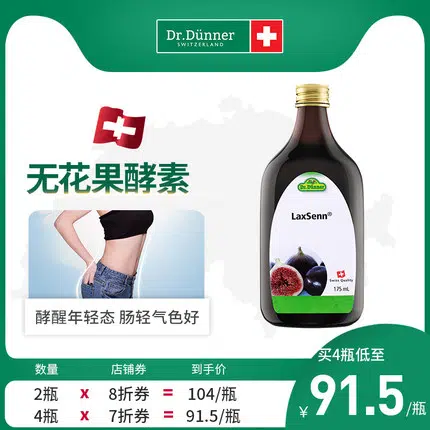 Dr.Dünner
SWITZERLAND
无花果酵素
酵醒年轻态 肠轻气色好
Dr.Dünner
LaxSenn®
Swiss Quality
175 mL
数量 店铺券 到手价
2瓶 x 8折券 = 104/瓶
4瓶 x 7折券 = 91.5/瓶
买4瓶低至
¥91.5/瓶